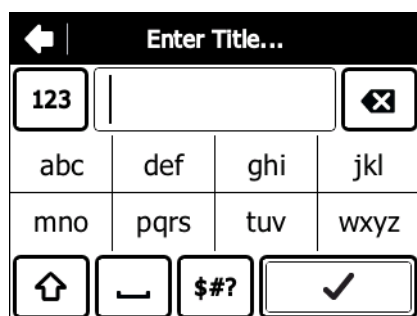 Enter Title...
123
abc def ghi jkl
mno pqrs tuv wxyz
$#?